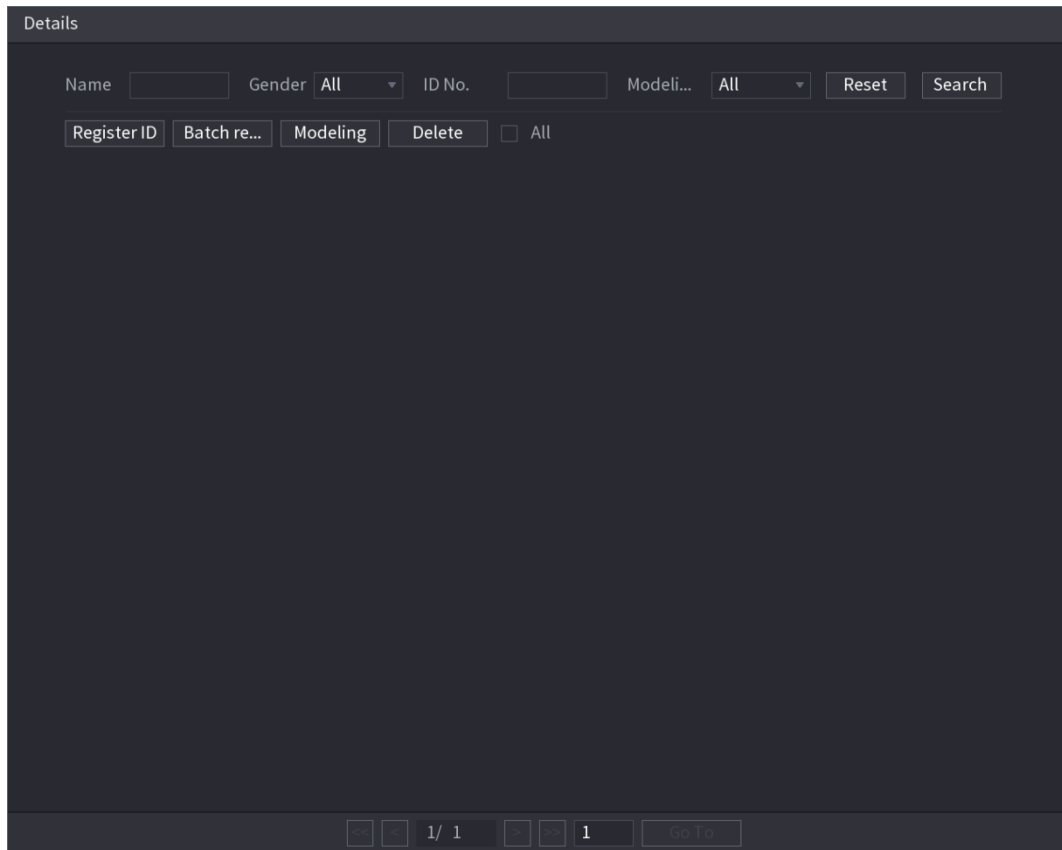 Details
Name Gender All ID No. Modeli... All Reset Search
Register ID Batch re... Modeling Delete All
<< < 1/ 1 > >> 1 Go To